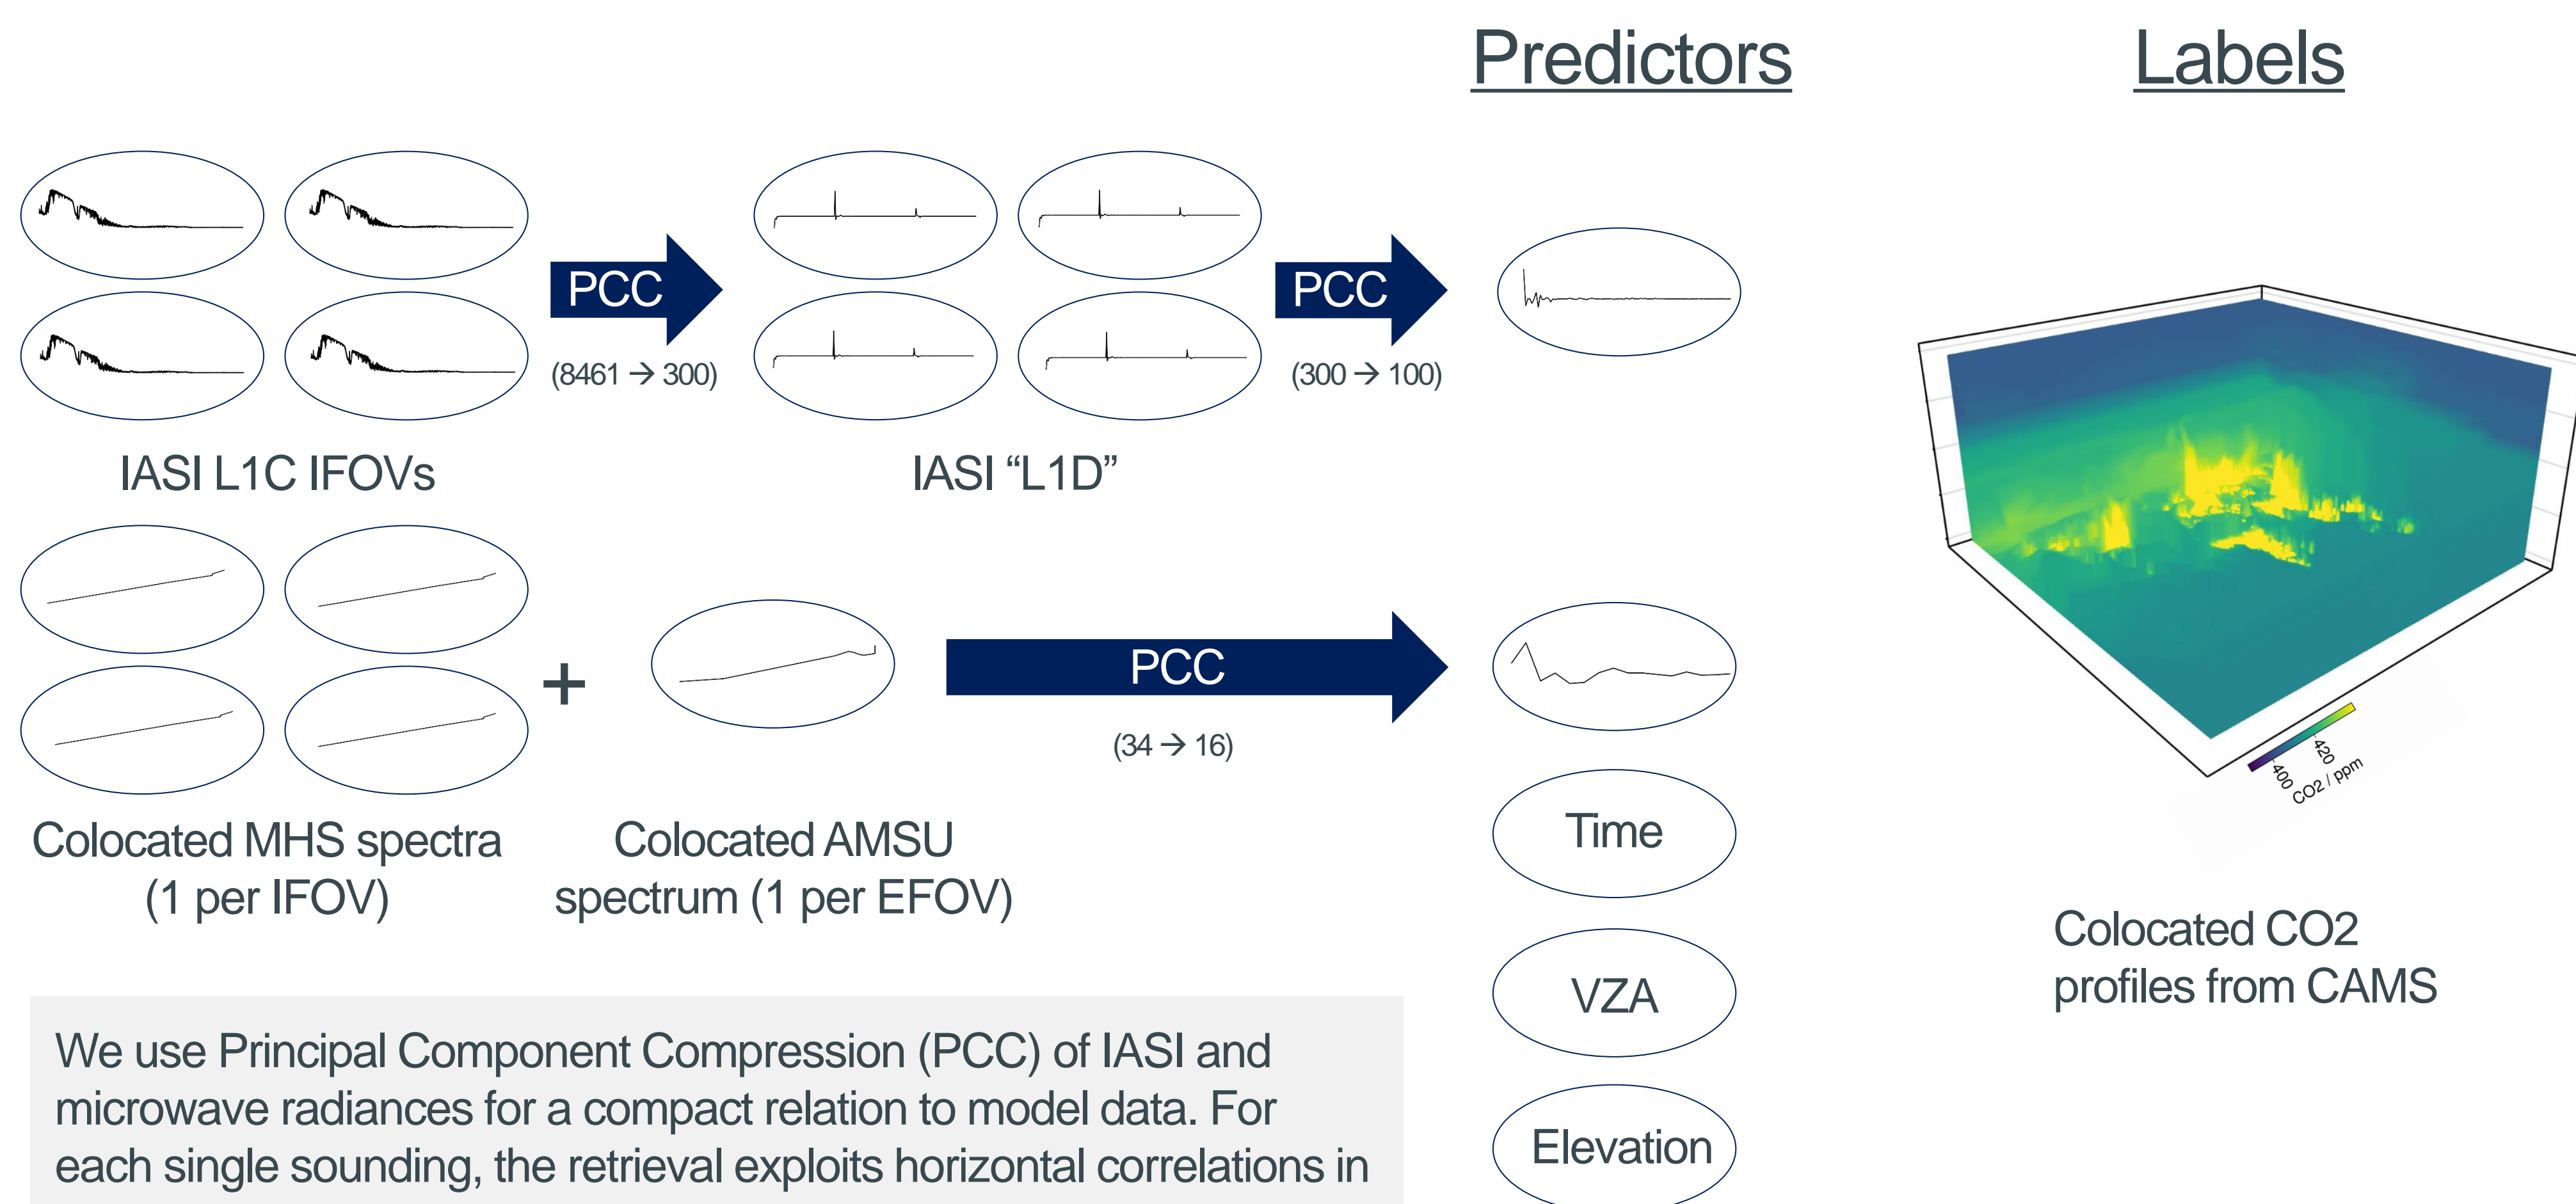 Predictors
Labels
PCC
(8461 → 300)
PCC
(300 → 100)
IASI L1C IFOVs
IASI “L1D”
+
PCC
(34 → 16)
Colocated MHS spectra
(1 per IFOV)
Colocated AMSU
spectrum (1 per EFOV)
Time
VZA
Elevation
400
420
CO2 / ppm
Colocated CO2
profiles from CAMS
We use Principal Component Compression (PCC) of IASI and
microwave radiances for a compact relation to model data. For
each single sounding, the retrieval exploits horizontal correlations in